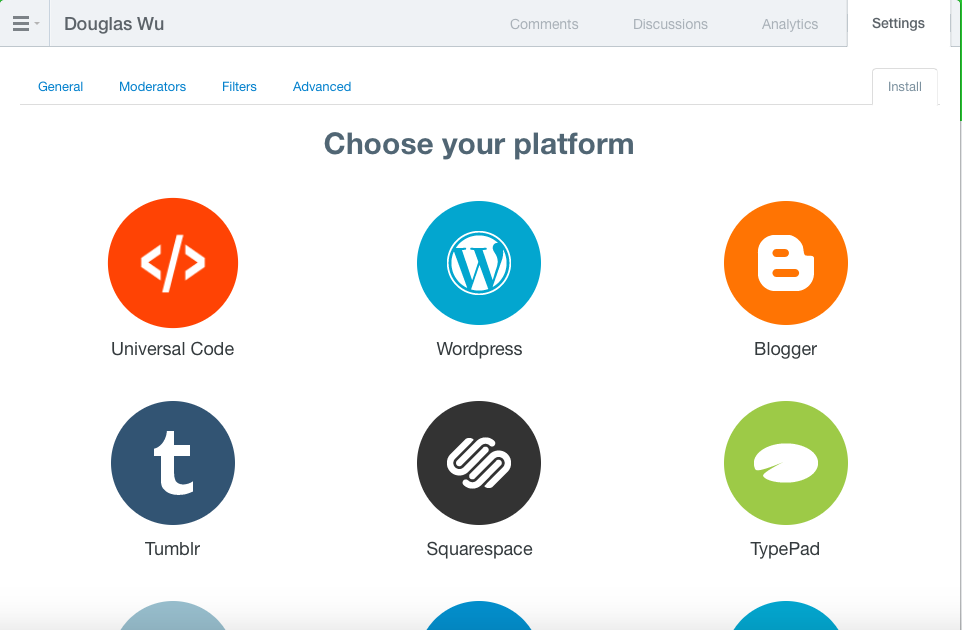 Douglas Wu Comments Discussions Analytics Settings
General Moderators Filters Advanced Install
Choose your platform
Universal Code Wordpress Blogger
Tumblr Squarespace TypePad